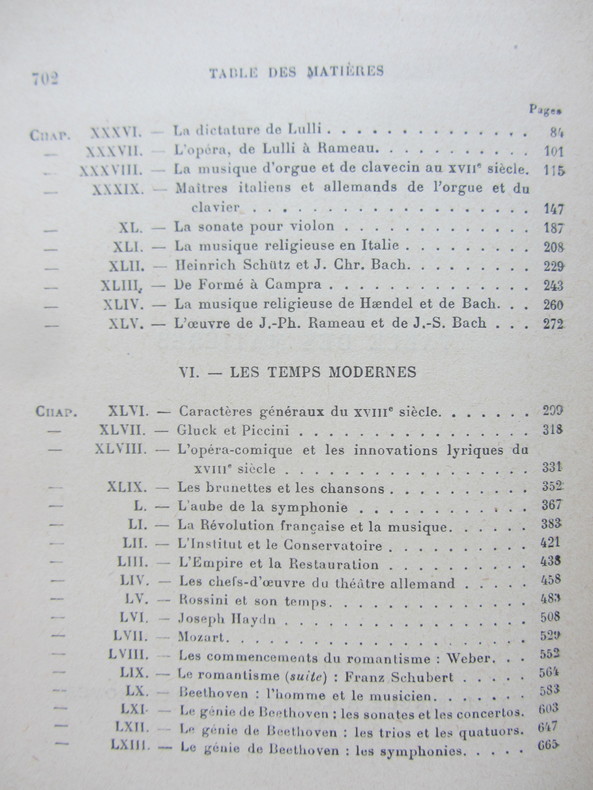 702 TABLE DES MATIÈRES
Pages
CHAP. XXXVI. — La dictature de Lulli . . . . . . . . . . . . . . 84
— XXXVII. — L'opéra, de Lulli à Rameau. . . . . . . . . . . 101
— XXXVIII. — La musique d'orgue et de clavecin au XVIIe siècle. 115
— XXXIX. — Maîtres italiens et allemands de l'orgue et du
clavier . . . . . . . . . . . . . . . . . . 147
— XL. — La sonate pour violon . . . . . . . . . . . . . 187
— XLI. — La musique religieuse en Italie . . . . . . . . . 208
— XLII. — Heinrich Schütz et J. Chr. Bach. . . . . . . . . 229
— XLIII. — De Formé à Campra . . . . . . . . . . . . . 243
— XLIV. — La musique religieuse de Hændel et de Bach. . . 260
— XLV. — L'œuvre de J.-Ph. Rameau et de J.-S. Bach . . . 272
VI. — LES TEMPS MODERNES
CHAP. XLVI. — Caractères généraux du XVIIIe siècle. . . . . . . 299
— XLVII. — Gluck et Piccini . . . . . . . . . . . . . . . 318
— XLVIII. — L'opéra-comique et les innovations lyriques du
XVIIIe siècle . . . . . . . . . . . . . . . . 331
— XLIX. — Les brunettes et les chansons . . . . . . . . . . 352
— L. — L'aube de la symphonie . . . . . . . . . . . . 367
— LI. — La Révolution française et la musique. . . . . . 383
— LII. — L'Institut et le Conservatoire . . . . . . . . . . 421
— LIII. — L'Empire et la Restauration . . . . . . . . . . 438
— LIV. — Les chefs-d'œuvre du théâtre allemand . . . . . 458
— LV. — Rossini et son temps. . . . . . . . . . . . . . 483
— LVI. — Joseph Haydn . . . . . . . . . . . . . . . . 508
— LVII. — Mozart. . . . . . . . . . . . . . . . . . . 529
— LVIII. — Les commencements du romantisme : Weber. . . 552
— LIX. — Le romantisme (suite) : Franz Schubert . . . . . 564
— LX. — Beethoven : l'homme et le musicien. . . . . . . 583
— LXI. — Le génie de Beethoven : les sonates et les concertos. 603
— LXII. — Le génie de Beethoven : les trios et les quatuors. 647
— LXIII. — Le génie de Beethoven : les symphonies. . . . . 665